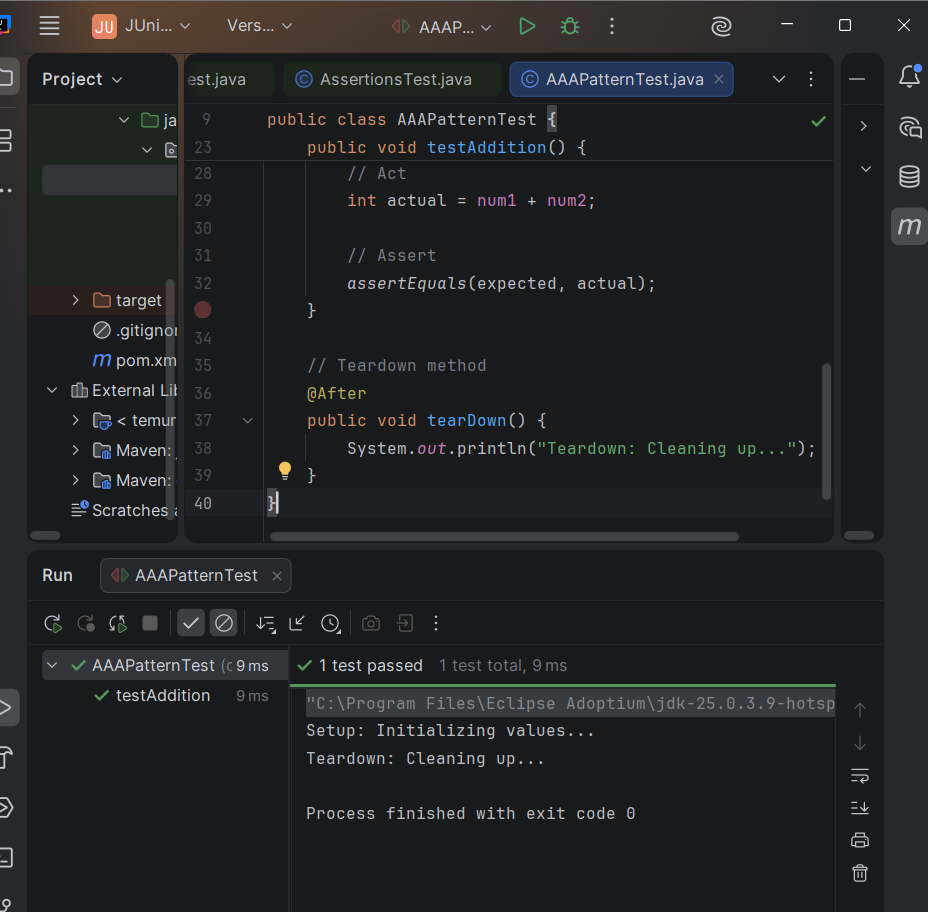 JU JUni... Vers... AAAP...
Project
est.java AssertionsTest.java AAAPatternTest.java
ja
target
.gitignor
pom.xm
External Lib
< temur
Maven:
Maven:
Scratches a
9 public class AAAPatternTest {
23 public void testAddition() {
28 // Act
29 int actual = num1 + num2;
30
31 // Assert
32 assertEquals(expected, actual);
}
34
35 // Teardown method
36 @After
37 public void tearDown() {
38 System.out.println("Teardown: Cleaning up...");
39 }
40 }
m
Run AAAPatternTest
AAAPatternTest (c 9 ms
testAddition 9 ms
1 test passed 1 test total, 9 ms
"C:\Program Files\Eclipse Adoptium\jdk-25.0.3.9-hotsp
Setup: Initializing values...
Teardown: Cleaning up...
Process finished with exit code 0